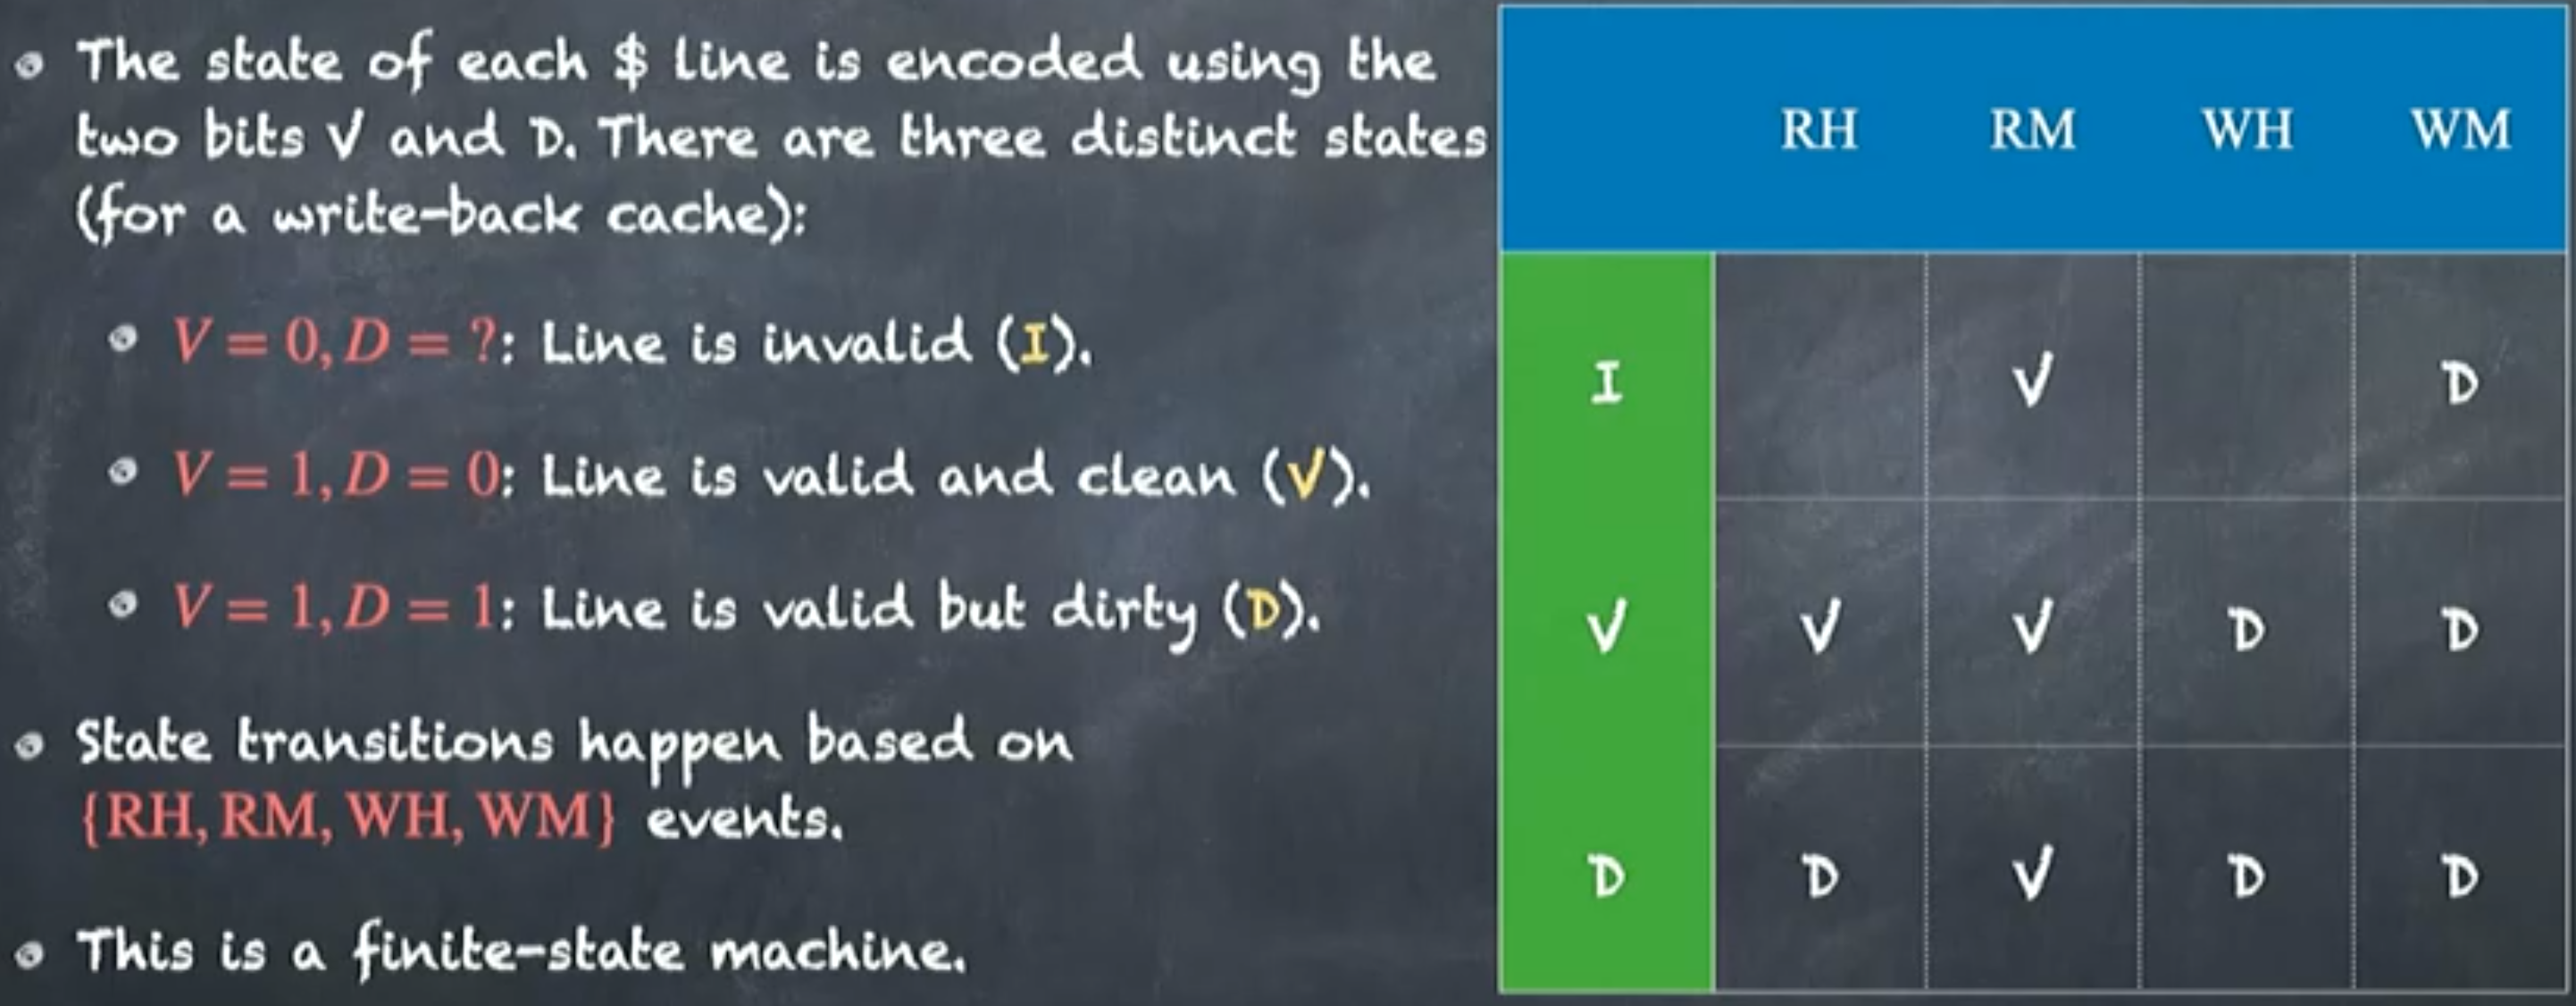 The state of each $ line is encoded using the
two bits V and D. There are three distinct states
(for a write-back cache):
V = 0, D = ?: Line is invalid (I).
V = 1, D = 0: Line is valid and clean (V).
V = 1, D = 1: Line is valid but dirty (D).
State transitions happen based on
{RH, RM, WH, WM} events.
This is a finite-state machine.
RH RM WH WM
I V D
V V V D D
D D V D D